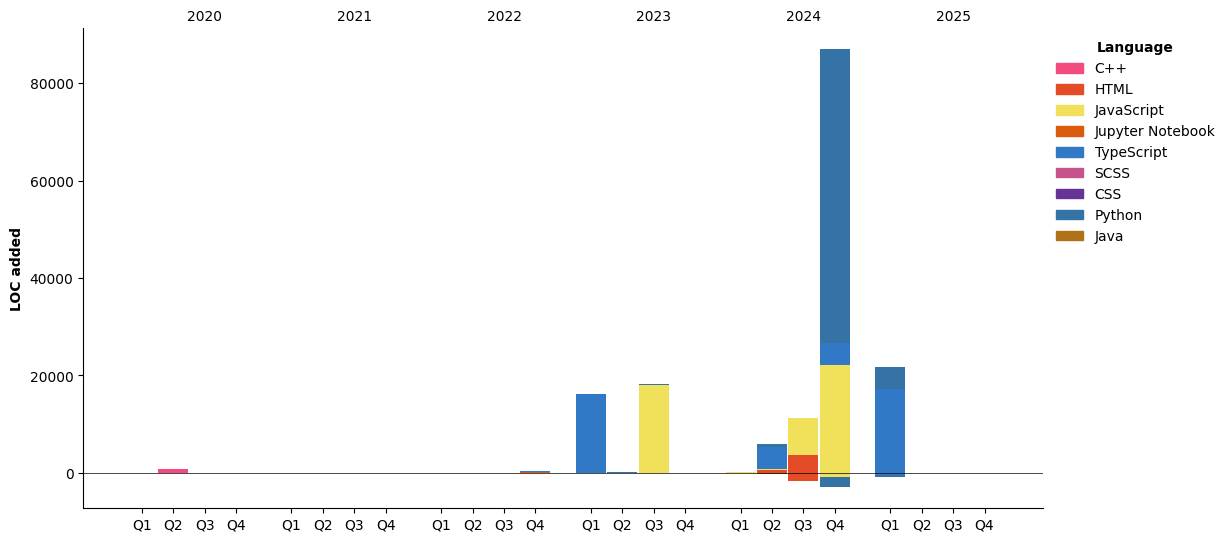 2020 2021 2022 2023 2024 2025
LOC added
80000
60000
40000
20000
0
Q1 Q2 Q3 Q4 Q1 Q2 Q3 Q4 Q1 Q2 Q3 Q4 Q1 Q2 Q3 Q4 Q1 Q2 Q3 Q4 Q1 Q2 Q3 Q4
Language
C++
HTML
JavaScript
Jupyter Notebook
TypeScript
SCSS
CSS
Python
Java